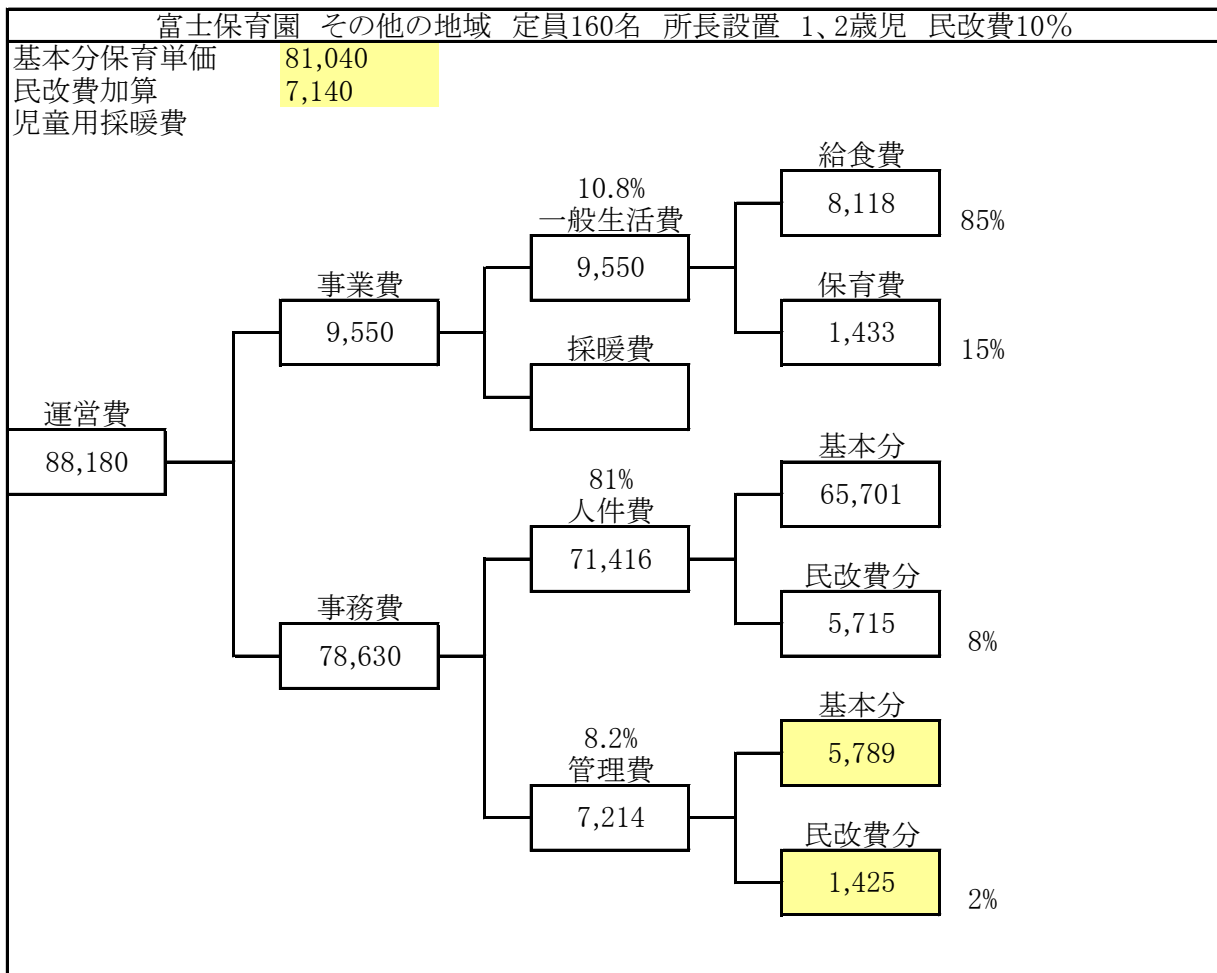 富士保育園 その他の地域 定員160名 所長設置 1、2歳児 民改費10%
基本分保育単価 81,040
民改費加算 7,140
児童用採暖費
給食費
10.8%
8,118
85%
一般生活費
9,550
事業費
保育費
9,550
1,433
15%
採暖費
運営費
88,180
基本分
81%
65,701
人件費
71,416
民改費分
事務費
5,715
8%
78,630
基本分
8.2%
5,789
管理費
7,214
民改費分
1,425
2%